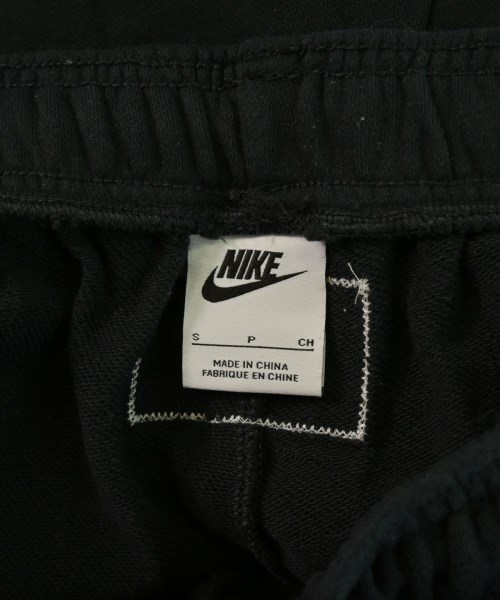 NIKE
S P CH
MADE IN CHINA
FABRIQUE EN CHINE